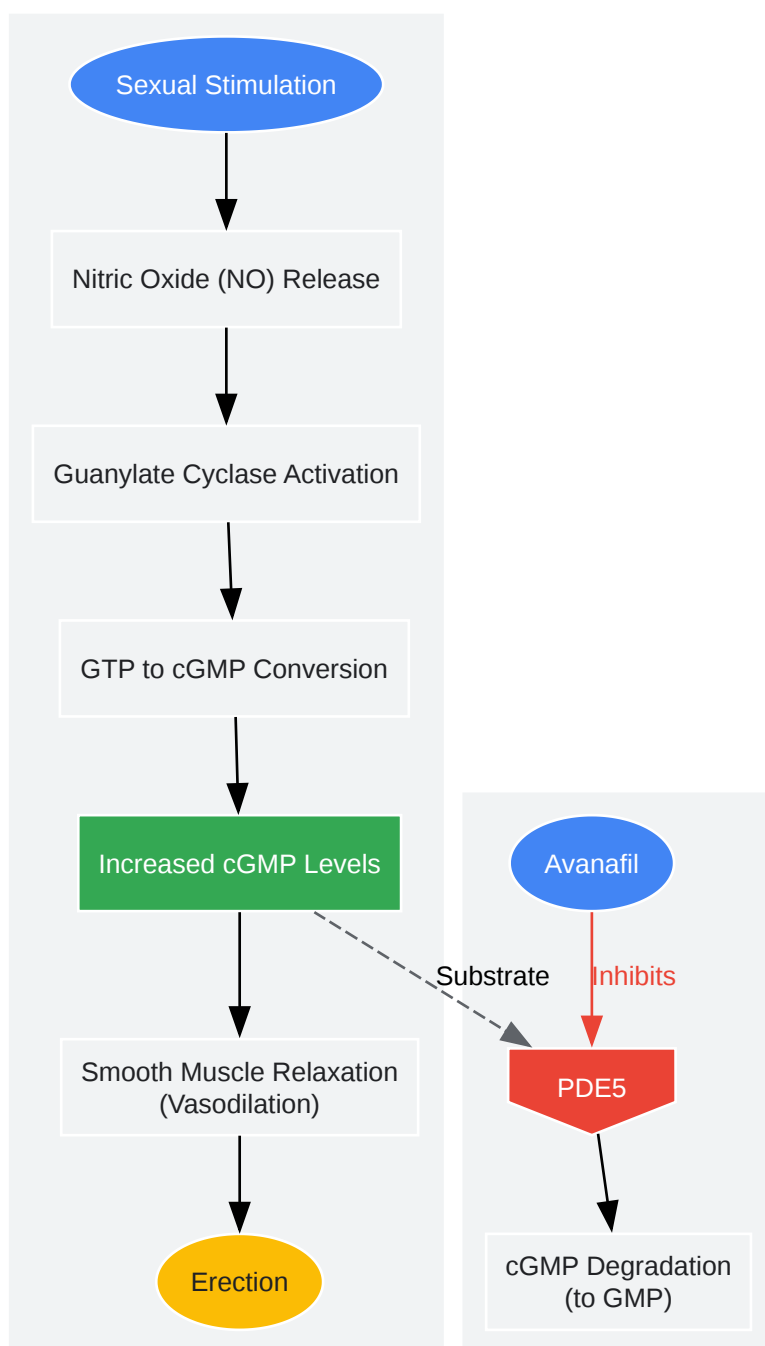 Sexual Stimulation
Nitric Oxide (NO) Release
Guanylate Cyclase Activation
GTP to cGMP Conversion
Increased cGMP Levels
Avanafil
Substrate
Inhibits
Smooth Muscle Relaxation
(Vasodilation)
PDE5
Erection
cGMP Degradation
(to GMP)